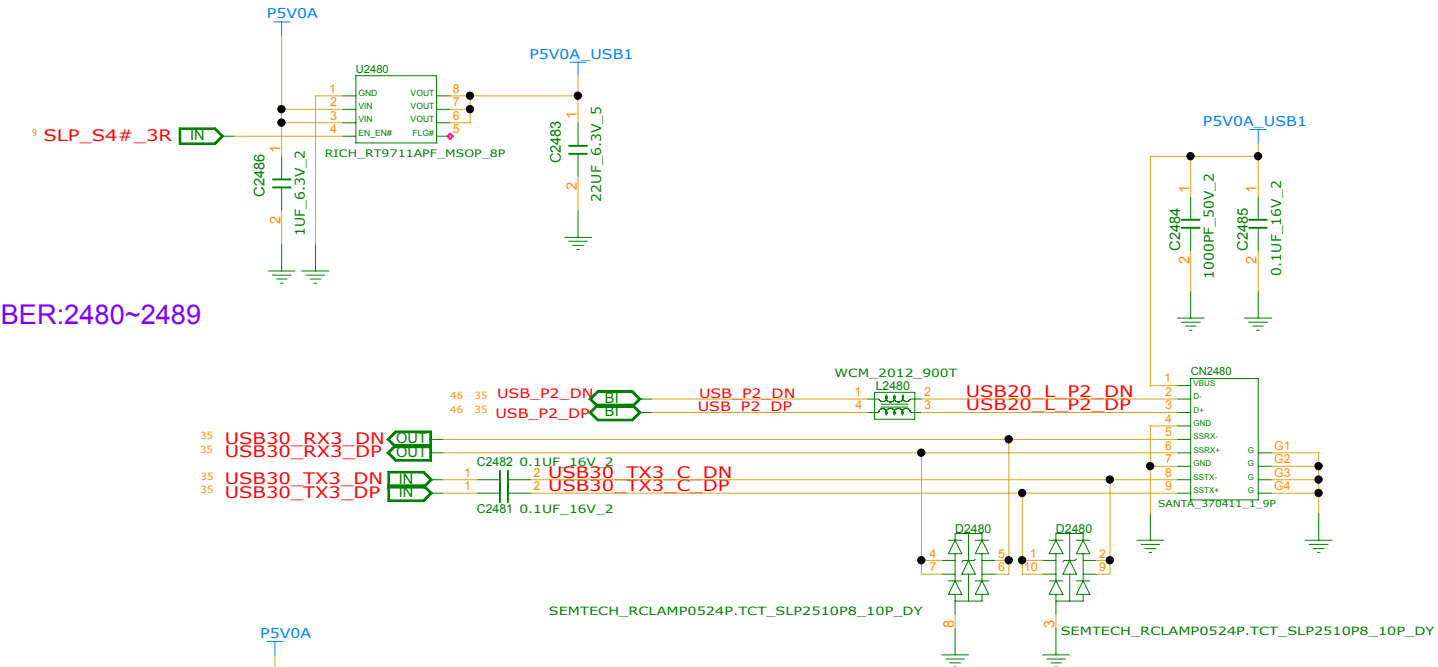 P5V0A
P5V0A_USB1
U2480
1 GND VOUT 8
2 VIN VOUT 7
3 VIN VOUT 6
4 EN_EN# FLG# 5
9 SLP_S4#_3R IN
RICH_RT9711APF_MSOP_8P
C2486
1UF_6.3V_2
1
2
C2483
22UF_6.3V_5
1
2
P5V0A_USB1
C2484
1000PF_50V_2
1
2
C2485
0.1UF_16V_2
1
2
BER:2480~2489
WCM_2012_900T
L2480
CN2480
46 35 USB_P2_DN BI USB_P2_DN 1 2 USB20_L_P2_DN
46 35 USB_P2_DP BI USB_P2_DP 4 3 USB20_L_P2_DP
35 USB30_RX3_DN OUT
35 USB30_RX3_DP OUT
C2482 0.1UF_16V_2
35 USB30_TX3_DN IN 1 2 USB30_TX3_C_DN
35 USB30_TX3_DP IN 1 2 USB30_TX3_C_DP
C2481 0.1UF_16V_2
1 VBUS
2 D-
3 D+
4 GND
5 SSRX-
6 SSRX+ G G1
7 GND G G2
8 SSTX- G G3
9 SSTX+ G G4
SANTA_370411_1_9P
D2480
4 5
7 6
8
D2480
1 2
10 9
3
SEMTECH_RCLAMP0524P.TCT_SLP2510P8_10P_DY
SEMTECH_RCLAMP0524P.TCT_SLP2510P8_10P_DY
P5V0A